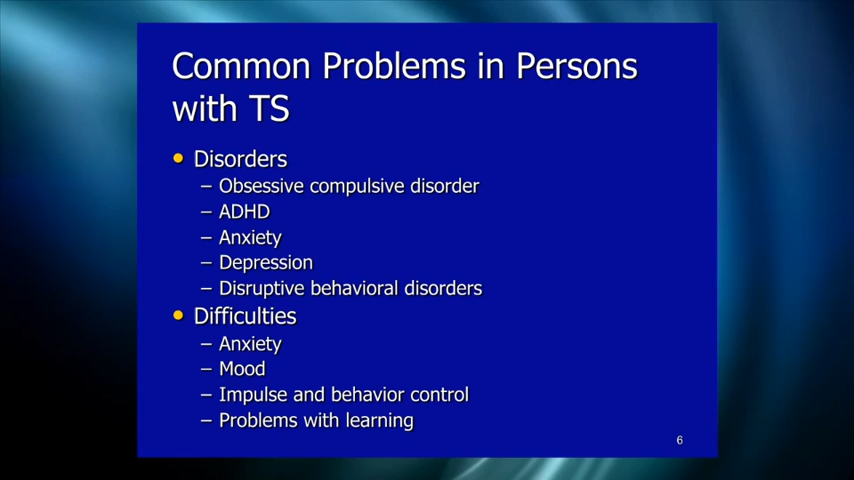 Common Problems in Persons
with TS
• Disorders
– Obsessive compulsive disorder
– ADHD
– Anxiety
– Depression
– Disruptive behavioral disorders
• Difficulties
– Anxiety
– Mood
– Impulse and behavior control
– Problems with learning
6